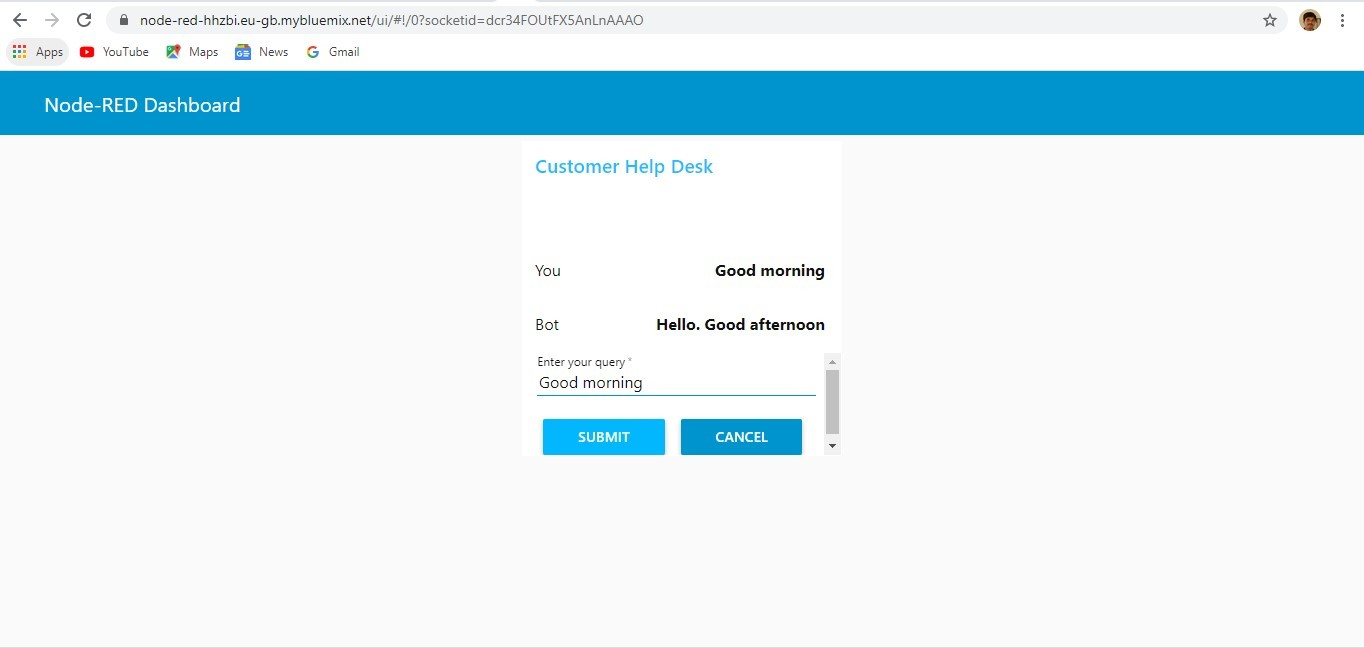 node-red-hhzbi.eu-gb.mybluemix.net/ui/#!/0?socketid=dcr34FOUtFX5AnLnAAAO
Apps YouTube Maps News Gmail
Node-RED Dashboard
Customer Help Desk
You Good morning
Bot Hello. Good afternoon
Enter your query *
Good morning
SUBMIT CANCEL